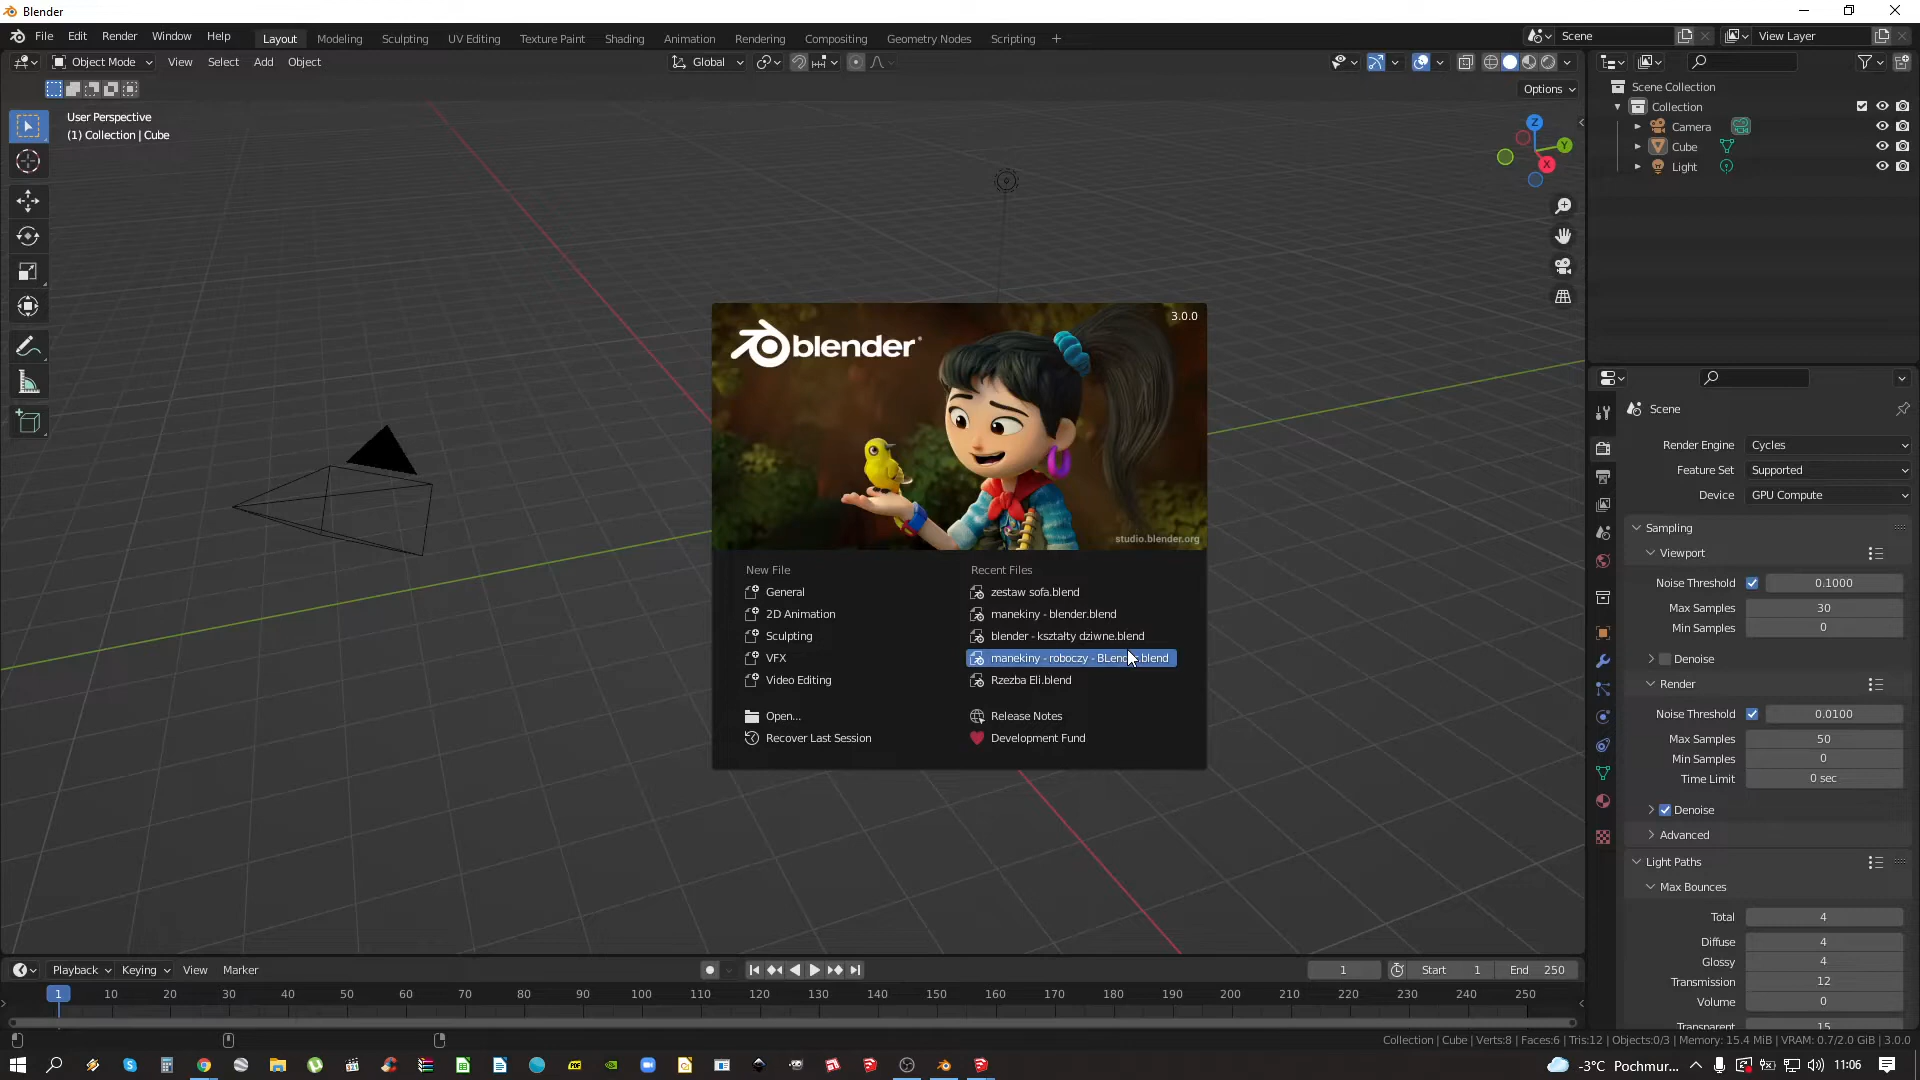 Blender
File Edit Render Window Help
Layout Modeling Sculpting UV Editing Texture Paint Shading Animation Rendering Compositing Geometry Nodes Scripting +
Scene
View Layer
Object Mode View Select Add Object
Global
Options
User Perspective
(1) Collection | Cube
Z
Y
X
Scene Collection
Collection
Camera
Cube
Light
Scene
Render Engine Cycles
Feature Set Supported
Device GPU Compute
Sampling
Viewport
Noise Threshold 0.1000
Max Samples 30
Min Samples 0
Denoise
Render
Noise Threshold 0.0100
Max Samples 50
Min Samples 0
Time Limit 0 sec
Denoise
Advanced
Light Paths
Max Bounces
Total 4
Diffuse 4
Glossy 4
Transmission 12
Volume 0
Transparent 15
3.0.0
blender
studio.blender.org
New File
General
2D Animation
Sculpting
VFX
Video Editing
Open...
Recover Last Session
Recent Files
zestaw sofa.blend
manekiny - blender.blend
blender - kształty dziwne.blend
manekiny - roboczy - BLender.blend
Rzezba Eli.blend
Release Notes
Development Fund
Playback Keying View Marker
1 Start 1 End 250
1 10 20 30 40 50 60 70 80 90 100 110 120 130 140 150 160 170 180 190 200 210 220 230 240 250
Collection | Cube | Verts:8 | Faces:6 | Tris:12 | Objects:0/3 | Memory: 15.4 MiB | VRAM: 0.7/2.0 GiB | 3.0.0
-3°C Pochmur... 11:06